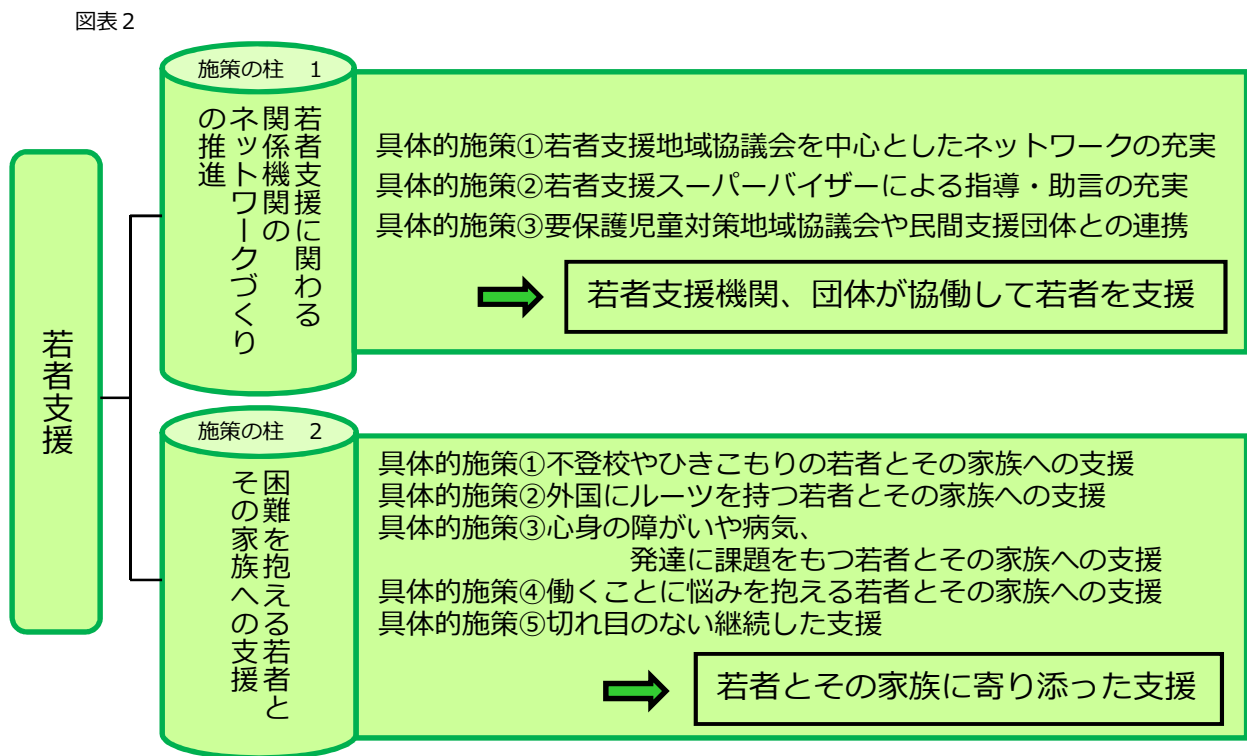 図表2
若者支援
施策の柱　1
若者支援に関わる
関係機関の
ネットワークづくり
の推進
具体的施策①若者支援地域協議会を中心としたネットワークの充実
具体的施策②若者支援スーパーバイザーによる指導・助言の充実
具体的施策③要保護児童対策地域協議会や民間支援団体との連携
若者支援機関、団体が協働して若者を支援
施策の柱　2
困難を抱える若者と
その家族への支援
具体的施策①不登校やひきこもりの若者とその家族への支援
具体的施策②外国にルーツを持つ若者とその家族への支援
具体的施策③心身の障がいや病気、
発達に課題をもつ若者とその家族への支援
具体的施策④働くことに悩みを抱える若者とその家族への支援
具体的施策⑤切れ目のない継続した支援
若者とその家族に寄り添った支援